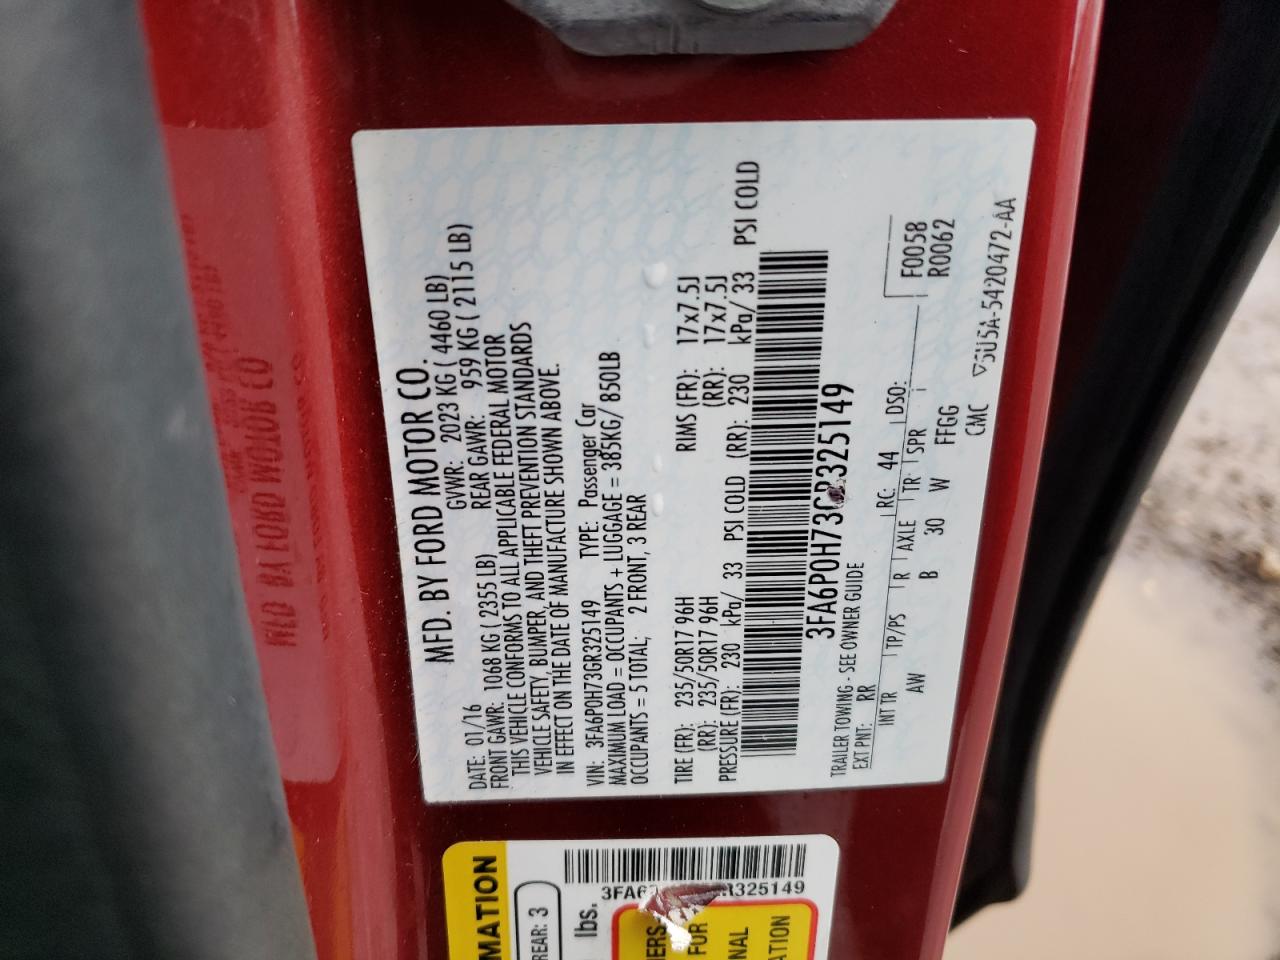 MFD. BY FORD MOTOR CO.
DATE: 01/16 GVWR: 2023 KG ( 4460 LB)
FRONT GAWR: 1068 KG ( 2355 LB) REAR GAWR: 959 KG ( 2115 LB)
THIS VEHICLE CONFORMS TO ALL APPLICABLE FEDERAL MOTOR
VEHICLE SAFETY, BUMPER, AND THEFT PREVENTION STANDARDS
IN EFFECT ON THE DATE OF MANUFACTURE SHOWN ABOVE.
VIN: 3FA6P0H73GR325149 TYPE: Passenger Car
MAXIMUM LOAD = OCCUPANTS + LUGGAGE = 385KG/ 850LB
OCCUPANTS = 5 TOTAL; 2 FRONT, 3 REAR
TIRE (FR): 235/50R17 96H RIMS (FR): 17x7.5J
(RR): 235/50R17 96H (RR): 17x7.5J
PRESSURE (FR): 230 kPa/ 33 PSI COLD (RR): 230 kPa/ 33 PSI COLD
3FA6P0H73GR325149
TRAILER TOWING - SEE OWNER GUIDE
EXT PNT: RR RC: 44 DSO:
INT TR TP/PS R AXLE TR SPR F0058
AW B 30 W FFGG R0062
CMC
5U5A-5420472-AA
MATION
REAR: 3
lbs.
3FA6 R325149
FOR